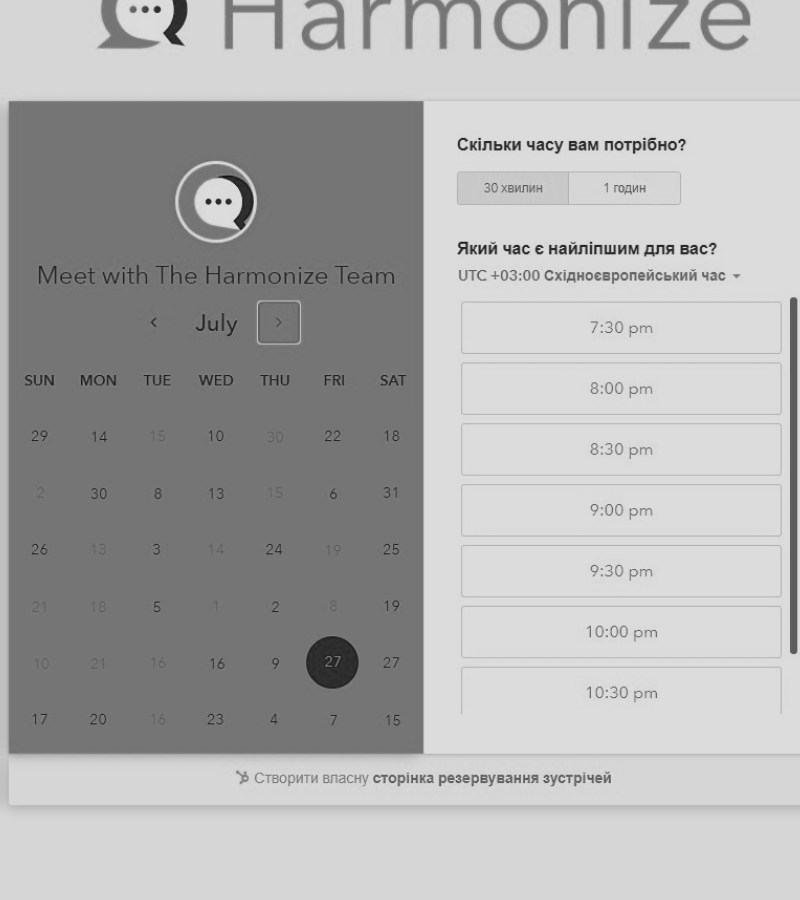 Harmonize
Meet with The Harmonize Team
July
SUN MON TUE WED THU FRI SAT
29 14 15 10 30 22 18
2 30 8 13 15 6 31
26 13 3 14 24 19 25
21 18 5 1 2 8 19
10 21 16 16 9 27 27
17 20 16 23 4 7 15
Скільки часу вам потрібно?
30 хвилин 1 годин
Який час є найліпшим для вас?
UTC +03:00 Східноєвропейський час
7:30 pm
8:00 pm
8:30 pm
9:00 pm
9:30 pm
10:00 pm
10:30 pm
Створити власну сторінка резервування зустрічей